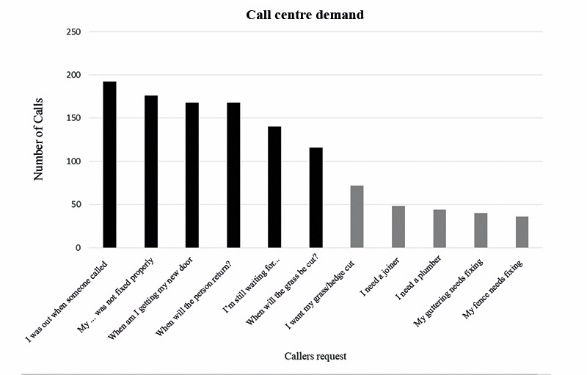 Call centre demand
250
200
150
100
50
0
Number of Calls
I was out when someone called
My ... was not fixed properly
When am I getting my new door
When will the person return?
I'm still waiting for...
When will the grass be cut?
I want my grass/hedge cut
I need a joiner
I need a plumber
My guttering needs fixing
My fence needs fixing
Callers request